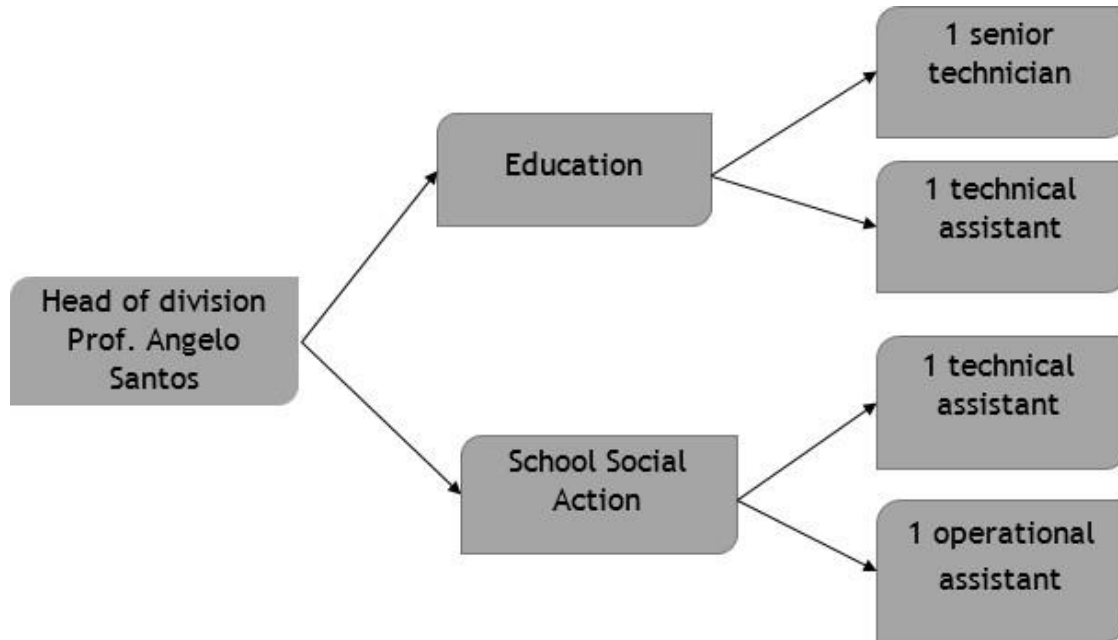 Head of division
Prof. Angelo
Santos
Education
1 senior
technician
1 technical
assistant
School Social
Action
1 technical
assistant
1 operational
assistant